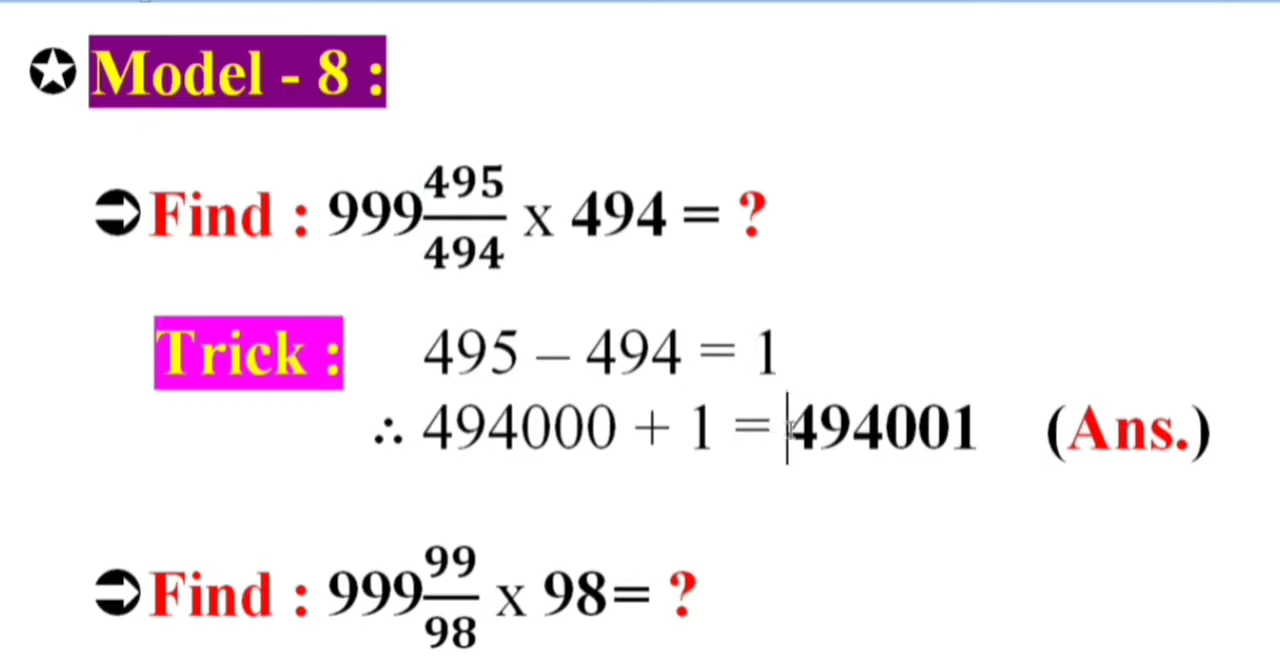 ✪ Model - 8 :
➲ Find : 999 495/494 x 494 = ?
Trick : 495 – 494 = 1
∴ 494000 + 1 = 494001 (Ans.)
➲ Find : 999 99/98 x 98= ?